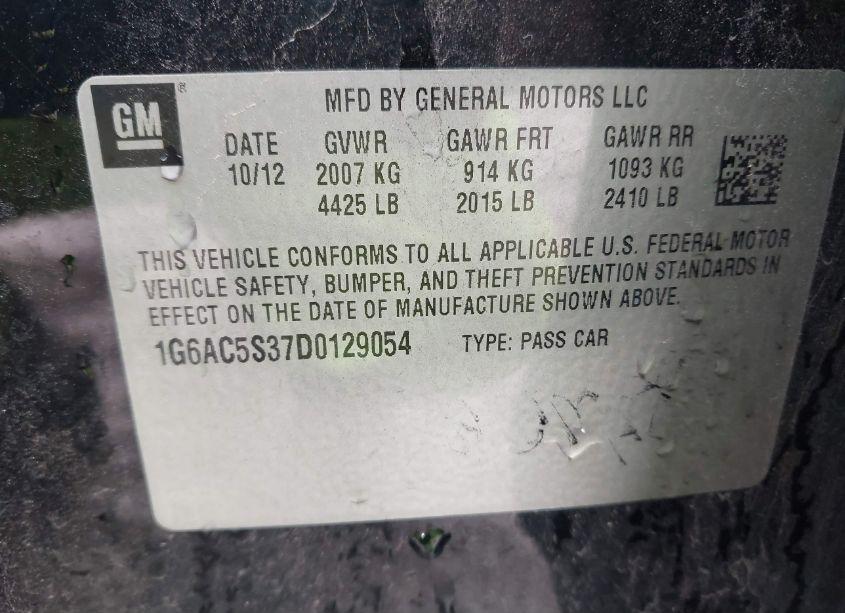 GM®
MFD BY GENERAL MOTORS LLC
DATE GVWR GAWR FRT GAWR RR
10/12 2007 KG 914 KG 1093 KG
4425 LB 2015 LB 2410 LB
THIS VEHICLE CONFORMS TO ALL APPLICABLE U.S. FEDERAL MOTOR
VEHICLE SAFETY, BUMPER, AND THEFT PREVENTION STANDARDS IN
EFFECT ON THE DATE OF MANUFACTURE SHOWN ABOVE.
1G6AC5S37D0129054 TYPE: PASS CAR